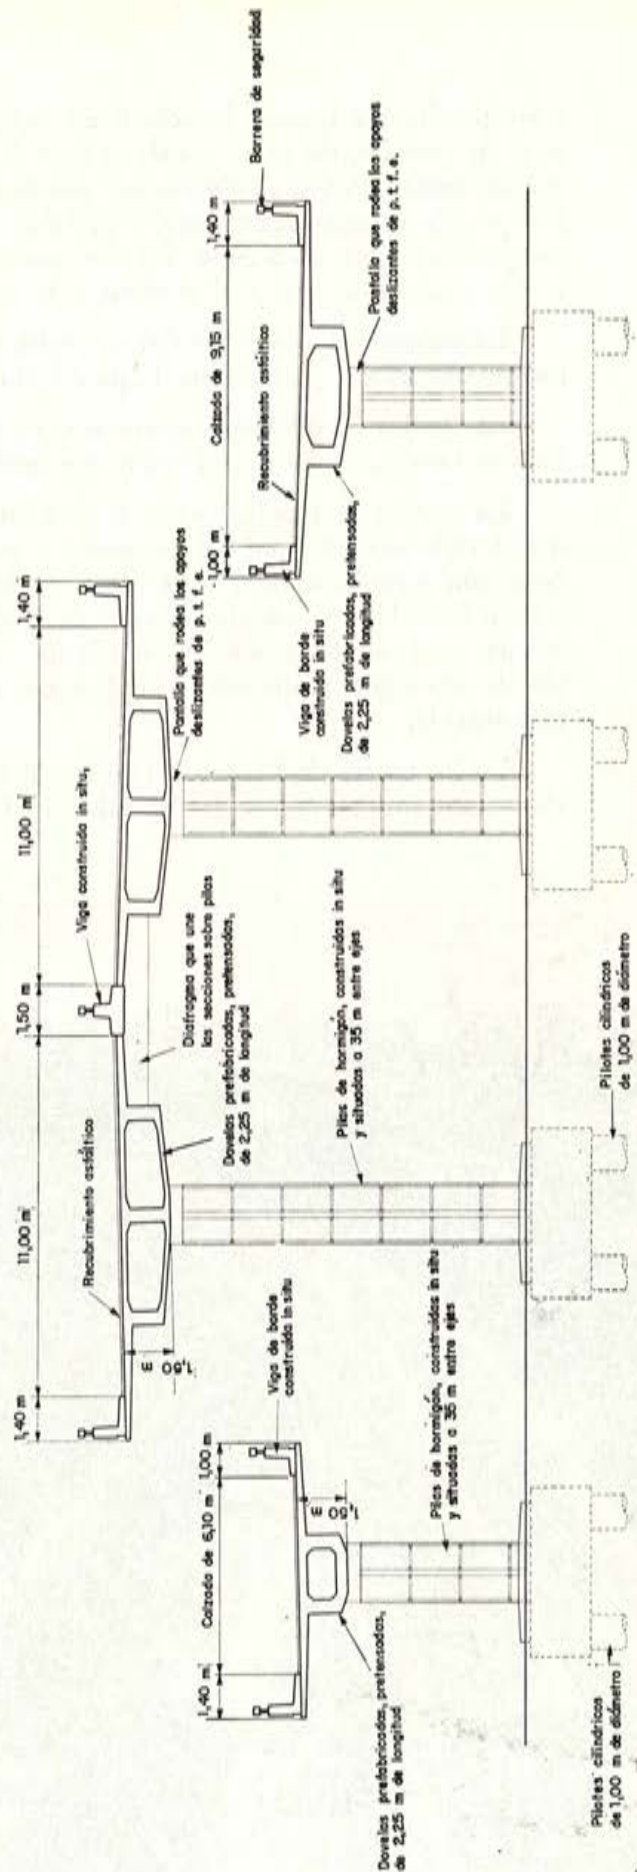 1,40 m
11,00 m
1,50 m
11,00 m
1,40 m
Recubrimiento asfáltico
Viga construida in situ,
1,80 m
Diafragma que une
las secciones sobre pilas
Dovelas prefabricadas, pretensadas,
de 2,25 m de longitud
Pantalla que rodea los apoyos
deslizantes de p. t. f. e.
Pilas de hormigón, construidas in situ
y situadas a 35 m entre ejes
1,40 m
Calzada de 6,10 m
1,00 m
Viga de borde
construida in situ
Dovelas prefabricadas, pretensadas,
de 2,25 m de longitud
Pilas de hormigón, construidas in situ
y situadas a 35 m entre ejes
Pilotes cilíndricos
de 1,00 m de diámetro
Pilotes cilíndricos
de 1,00 m de diámetro
1,00 m
Calzada de 9,15 m
1,40 m
Barrera de seguridad
Recubrimiento asfáltico
Viga de borde
construida in situ
Dovelas prefabricadas, pretensadas,
de 2,25 m de longitud
Pantalla que rodea los apoyos
deslizantes de p. t. f. e.